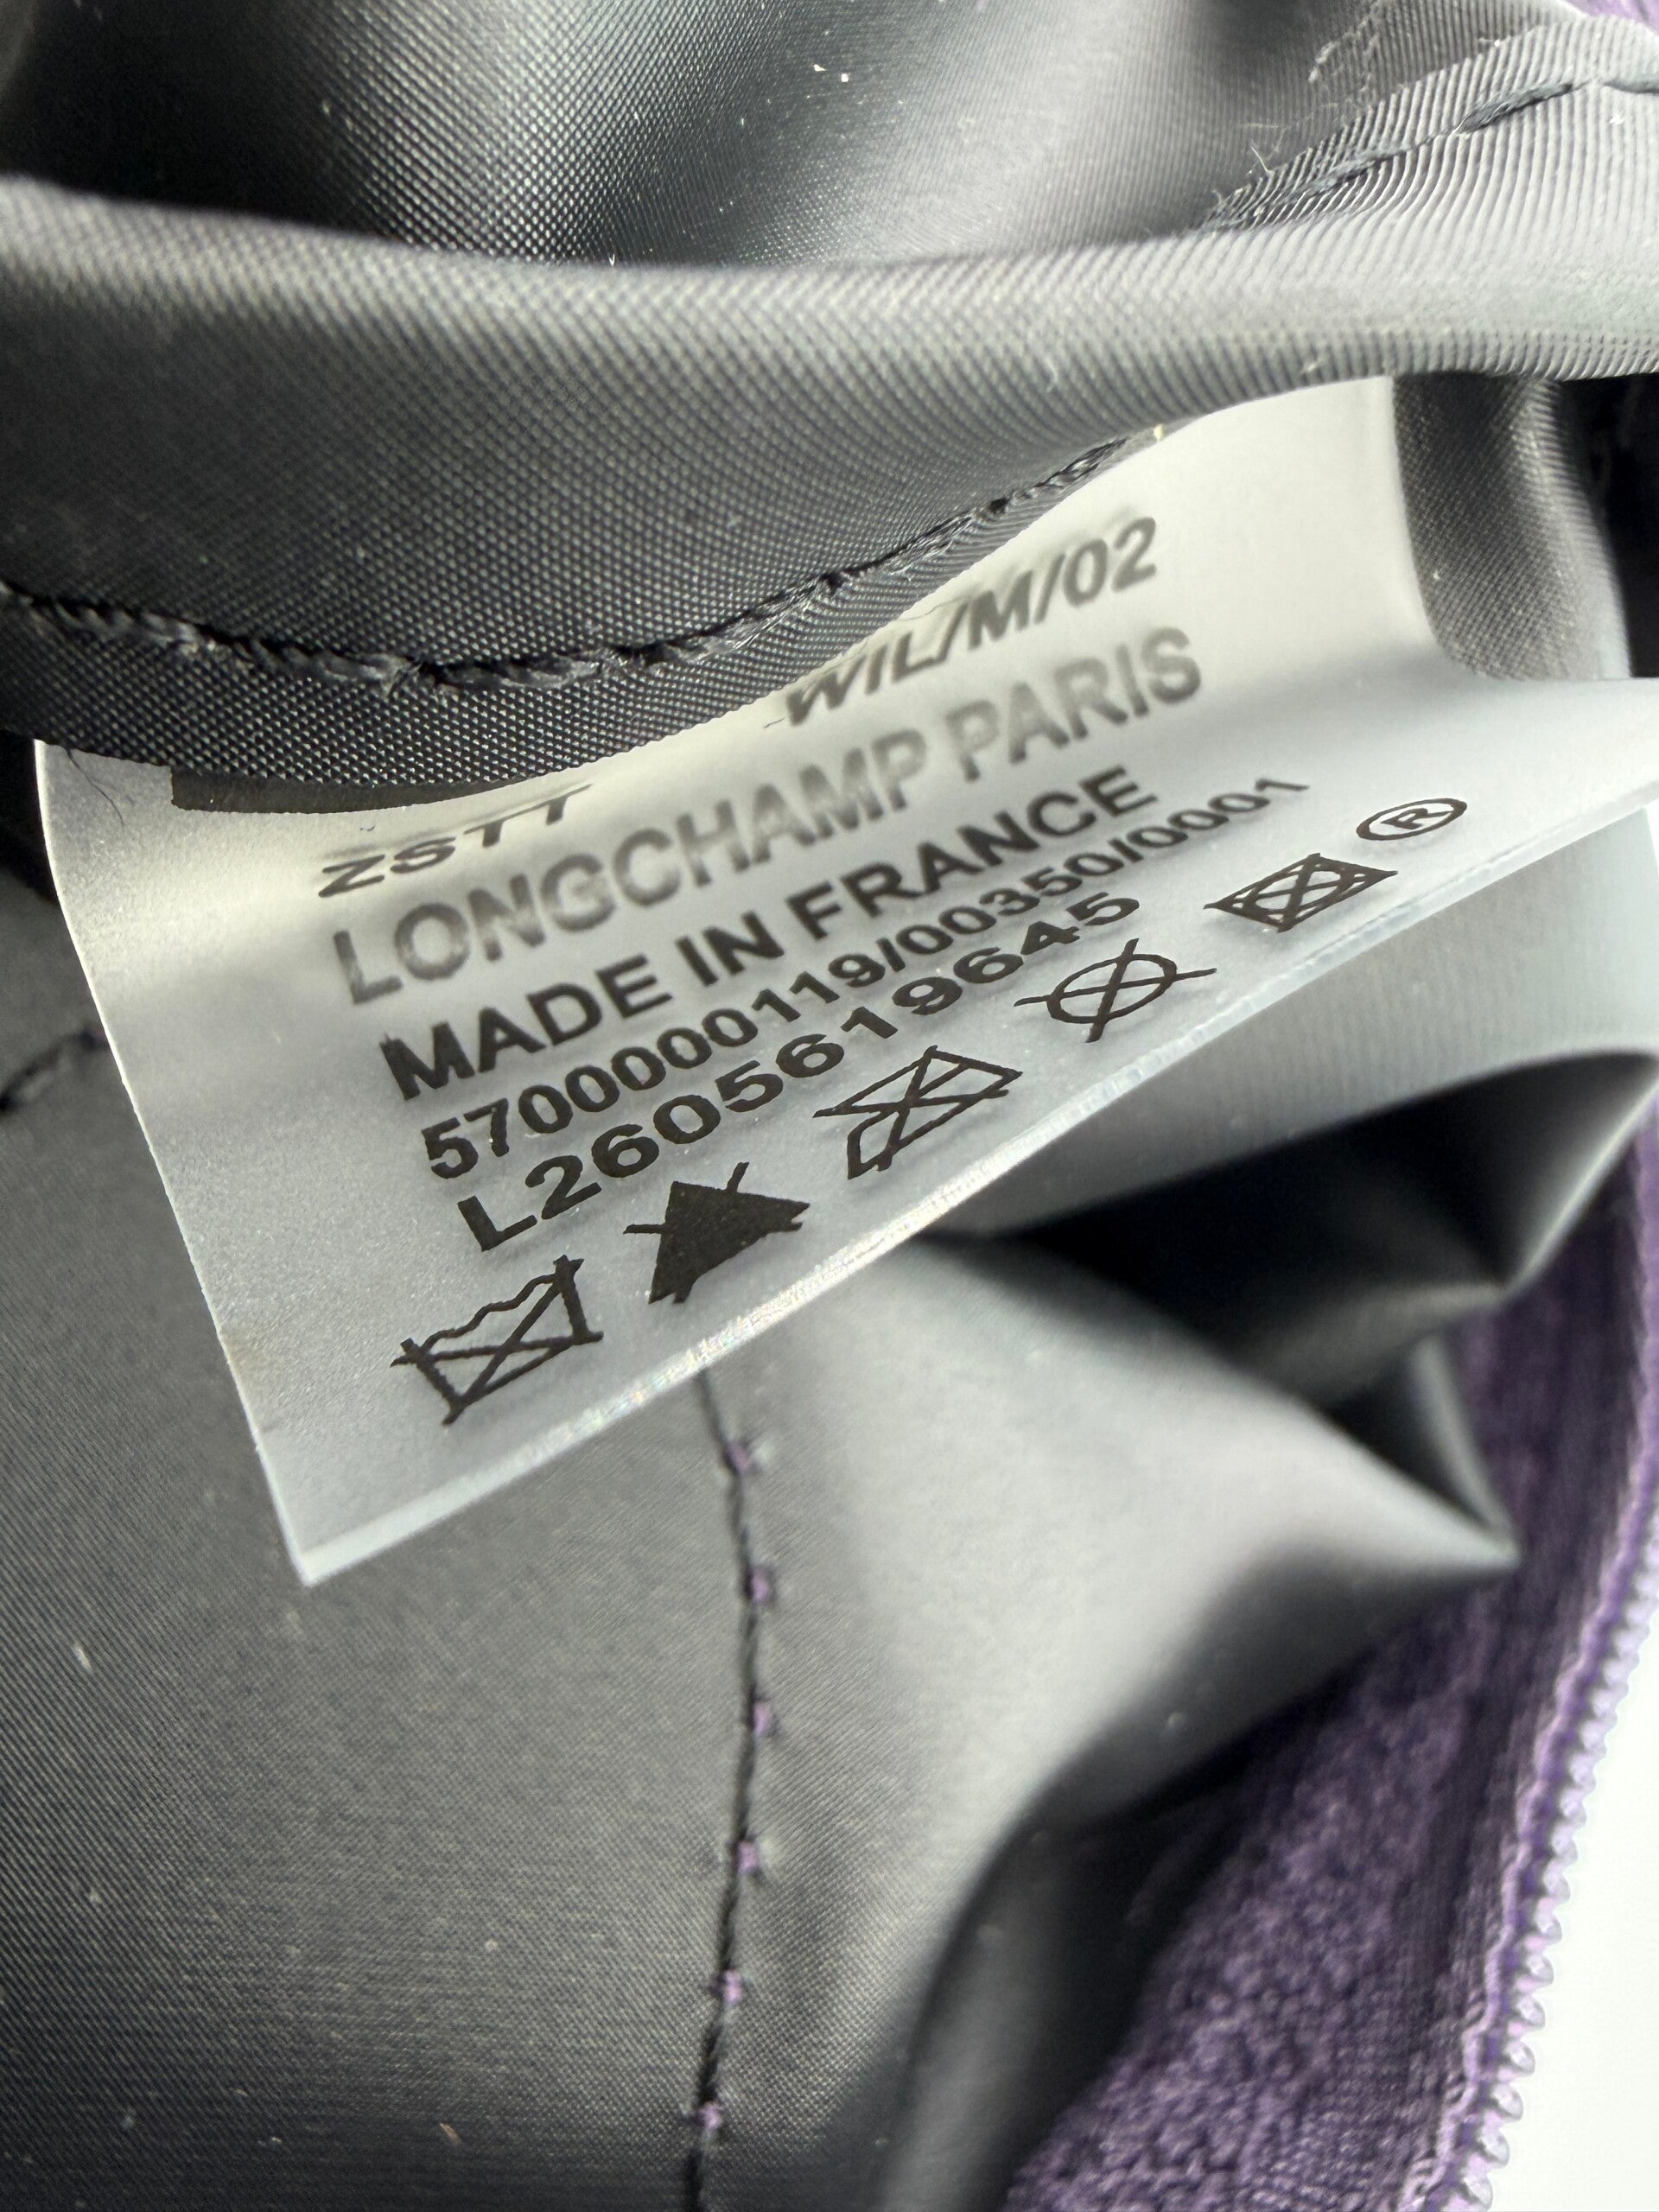 ZSTT WIL/M/02
LONGCHAMP PARIS
MADE IN FRANCE
5700000119/00350/0001
L2605619645
®